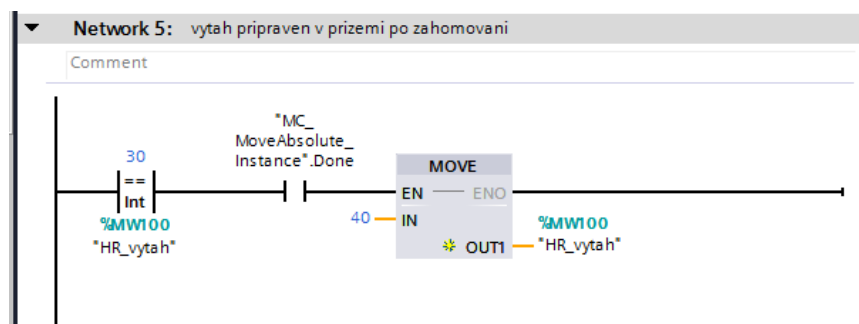 Network 5: vytah pripraven v prizemi po zahomovani
Comment
"MC_
MoveAbsolute_
Instance".Done
30
==
Int
%MW100
"HR_vytah"
MOVE
EN ENO
40 IN
OUT1
%MW100
"HR_vytah"